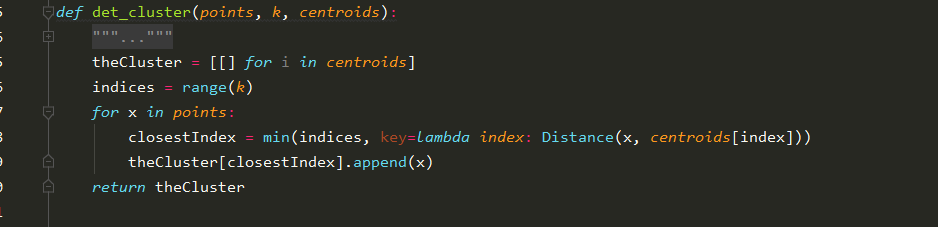 def det_cluster(points, k, centroids):
"""..."""
theCluster = [[] for i in centroids]
indices = range(k)
for x in points:
closestIndex = min(indices, key=lambda index: Distance(x, centroids[index]))
theCluster[closestIndex].append(x)
return theCluster